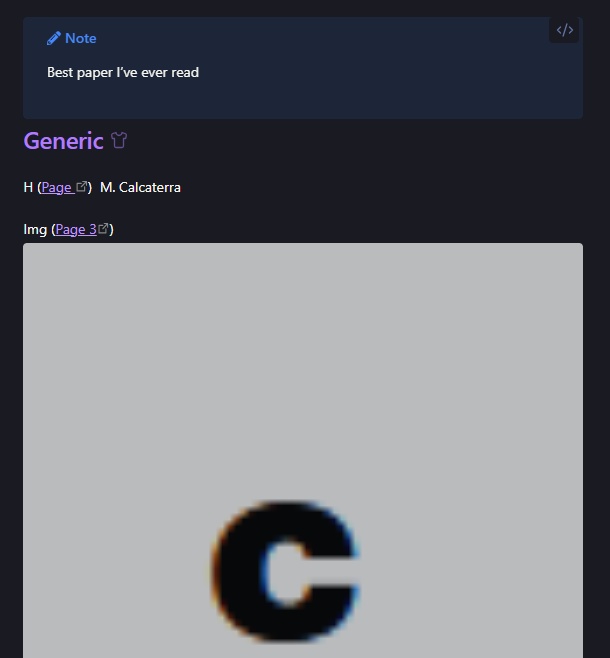 Note
Best paper I've ever read
Generic
H (Page) M. Calcaterra
Img (Page 3)
C